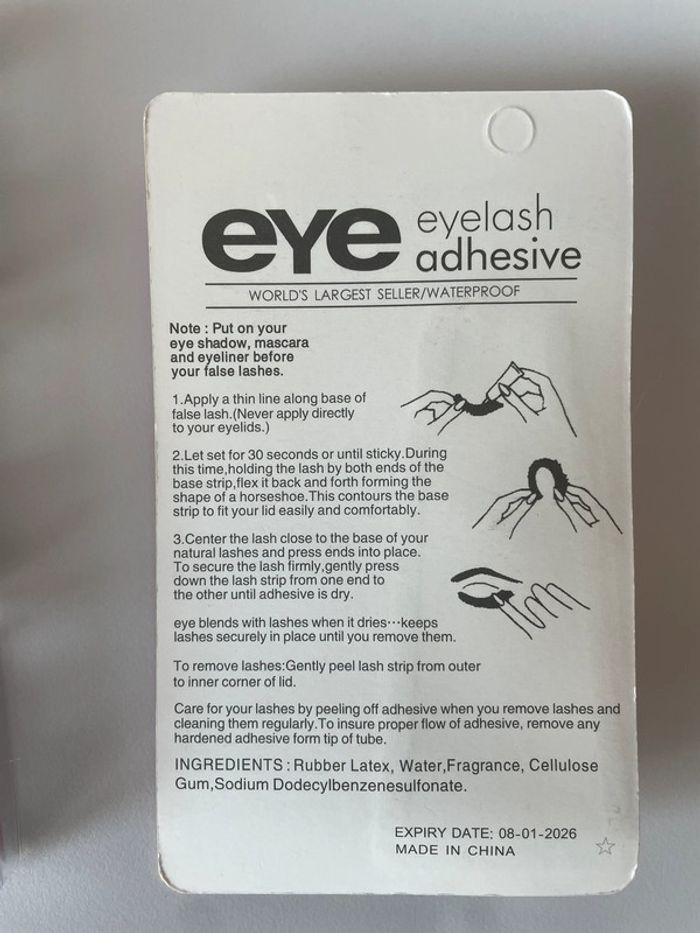 eye eyelash
adhesive
WORLD'S LARGEST SELLER/WATERPROOF
Note : Put on your
eye shadow, mascara
and eyeliner before
your false lashes.
1.Apply a thin line along base of
false lash.(Never apply directly
to your eyelids.)
2.Let set for 30 seconds or until sticky.During
this time,holding the lash by both ends of the
base strip,flex it back and forth forming the
shape of a horseshoe.This contours the base
strip to fit your lid easily and comfortably.
3.Center the lash close to the base of your
natural lashes and press ends into place.
To secure the lash firmly,gently press
down the lash strip from one end to
the other until adhesive is dry.
eye blends with lashes when it dries···keeps
lashes securely in place until you remove them.
To remove lashes:Gently peel lash strip from outer
to inner corner of lid.
Care for your lashes by peeling off adhesive when you remove lashes and
cleaning them regularly.To insure proper flow of adhesive, remove any
hardened adhesive form tip of tube.
INGREDIENTS : Rubber Latex, Water,Fragrance, Cellulose
Gum,Sodium Dodecylbenzenesulfonate.
EXPIRY DATE: 08-01-2026
MADE IN CHINA